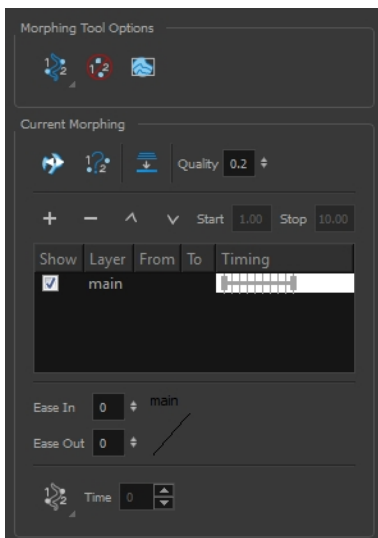 Morphing Tool Options
Current Morphing
Quality 0.2
Start 1.00 Stop 10.00
Show Layer From To Timing
main
Ease In 0 main
Ease Out 0
Time 0